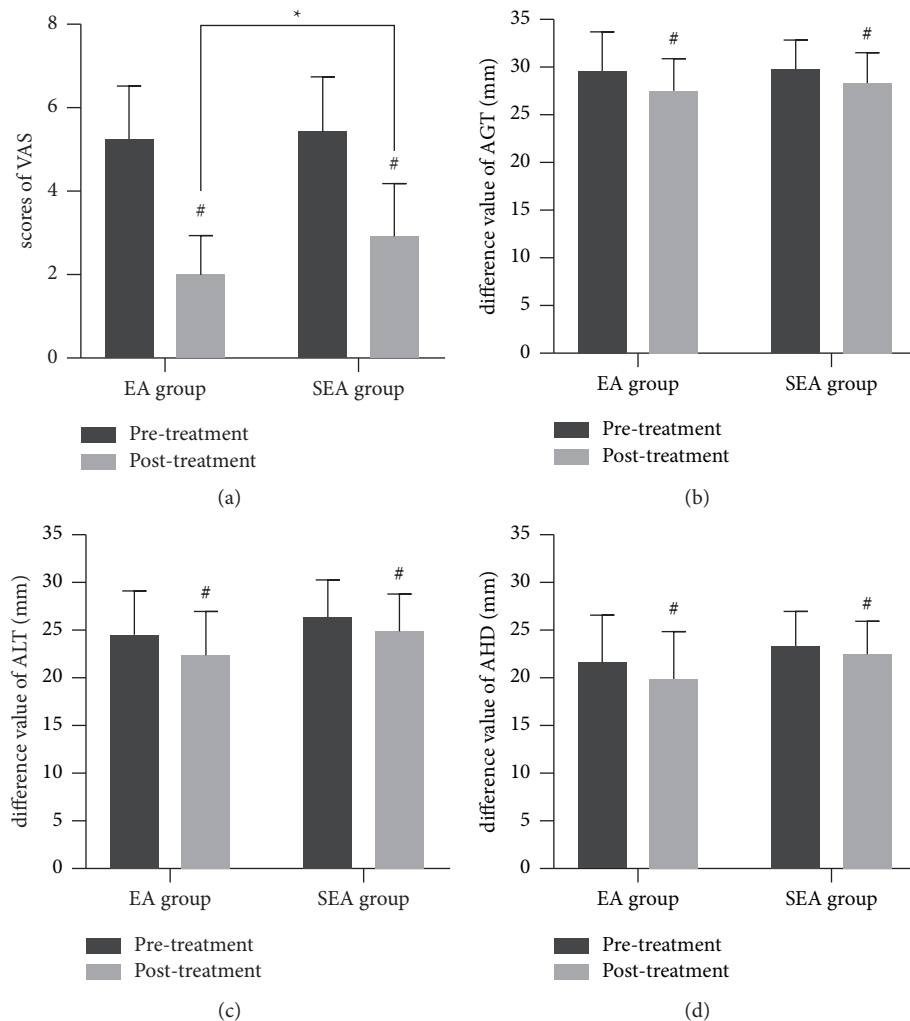 scores of VAS
8
6
4
2
0
*
#
#
EA group
SEA group
Pre-treatment
Post-treatment
(a)
difference value of AGT (mm)
35
30
25
20
15
10
5
0
#
#
EA group
SEA group
Pre-treatment
Post-treatment
(b)
difference value of ALT (mm)
35
30
25
20
15
10
5
0
#
#
EA group
SEA group
Pre-treatment
Post-treatment
(c)
difference value of AHD (mm)
35
30
25
20
15
10
5
0
#
#
EA group
SEA group
Pre-treatment
Post-treatment
(d)